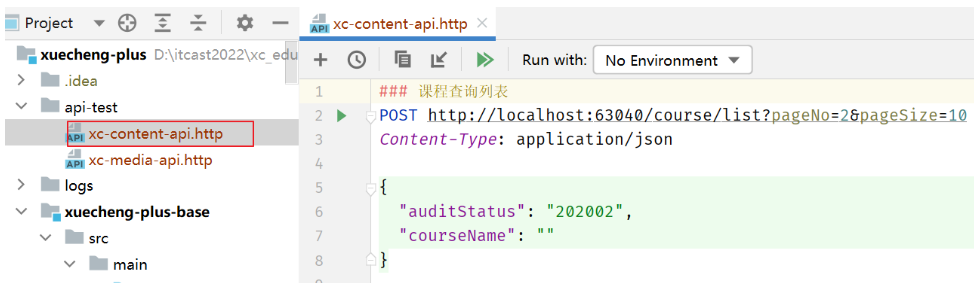 Project
xuecheng-plus D:\itcast2022\xc_edu
.idea
api-test
API xc-content-api.http
API xc-media-api.http
logs
xuecheng-plus-base
src
main
API xc-content-api.http
Run with: No Environment
1 ### 课程查询列表
2 POST http://localhost:63040/course/list?pageNo=2&pageSize=10
3 Content-Type: application/json
4
5 {
6 "auditStatus": "202002",
7 "courseName": ""
8 }